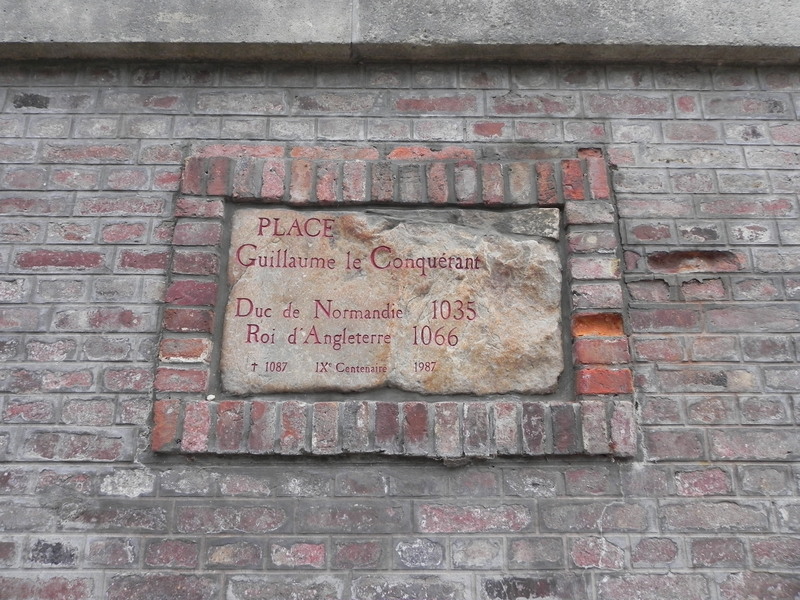 PLACE
Guillaume le Conquérant
Duc de Normandie 1035
Roi d'Angleterre 1066
† 1087 IXe Centenaire 1987